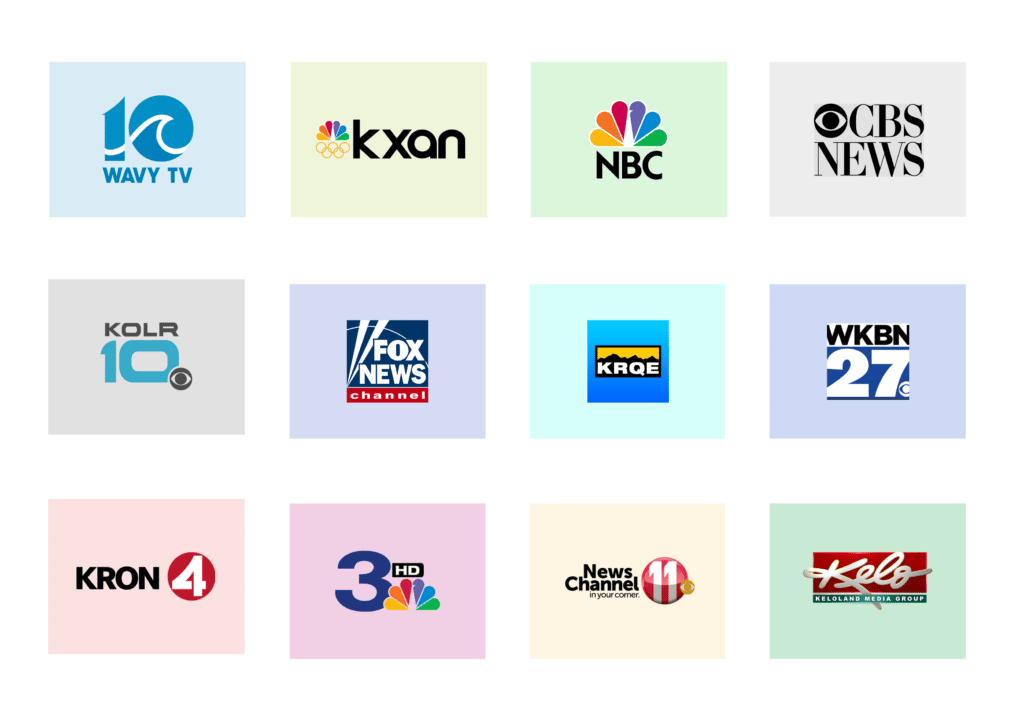 10
WAVY TV
kxan
NBC
CBS
NEWS
KOLR
10
FOX
NEWS
channel
KRQE
WKBN
27
KRON 4
3 HD
News
Channel 11
in your corner.
Kelo
KELOLAND MEDIA GROUP